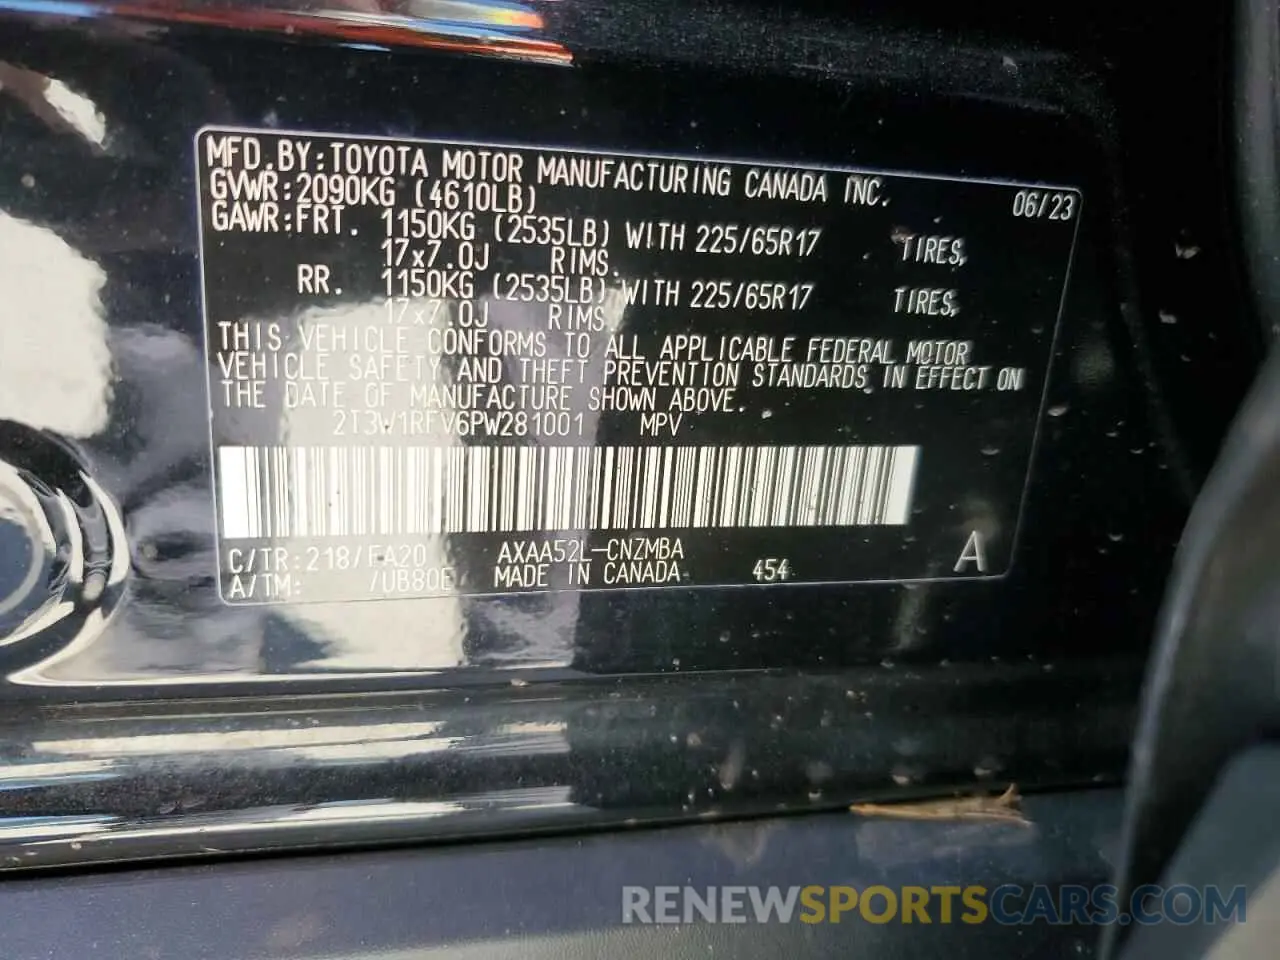 MFD.BY:TOYOTA MOTOR MANUFACTURING CANADA INC.
06/23
GVWR:2090KG (4610LB)
GAWR:FRT. 1150KG (2535LB) WITH 225/65R17 TIRES,
17x7.0J RIMS.
RR. 1150KG (2535LB) WITH 225/65R17 TIRES,
17x7.0J RIMS.
THIS VEHICLE CONFORMS TO ALL APPLICABLE FEDERAL MOTOR
VEHICLE SAFETY AND THEFT PREVENTION STANDARDS IN EFFECT ON
THE DATE OF MANUFACTURE SHOWN ABOVE.
2T3W1RFV6PW281001 MPV
C/TR:218/FA20 AXAA52L-CNZMBA
A/TM: /UB80E MADE IN CANADA 454 A
RENEWSPORTSCARS.COM